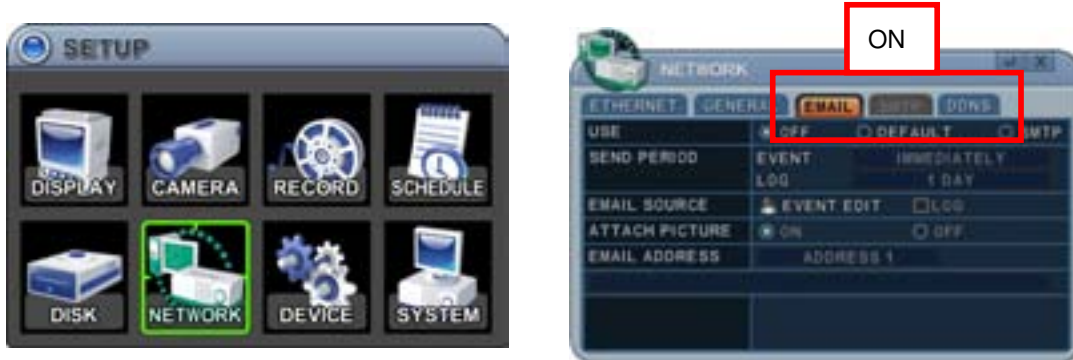 SETUP
DISPLAY CAMERA RECORD SCHEDULE
DISK NETWORK DEVICE SYSTEM
ON
NETWORK
ETHERNET GENERAL EMAIL SMTP DDNS
USE OFF DEFAULT SMTP
SEND PERIOD EVENT IMMEDIATELY
LOG 1 DAY
EMAIL SOURCE EVENT EDIT LOG
ATTACH PICTURE ON OFF
EMAIL ADDRESS ADDRESS 1